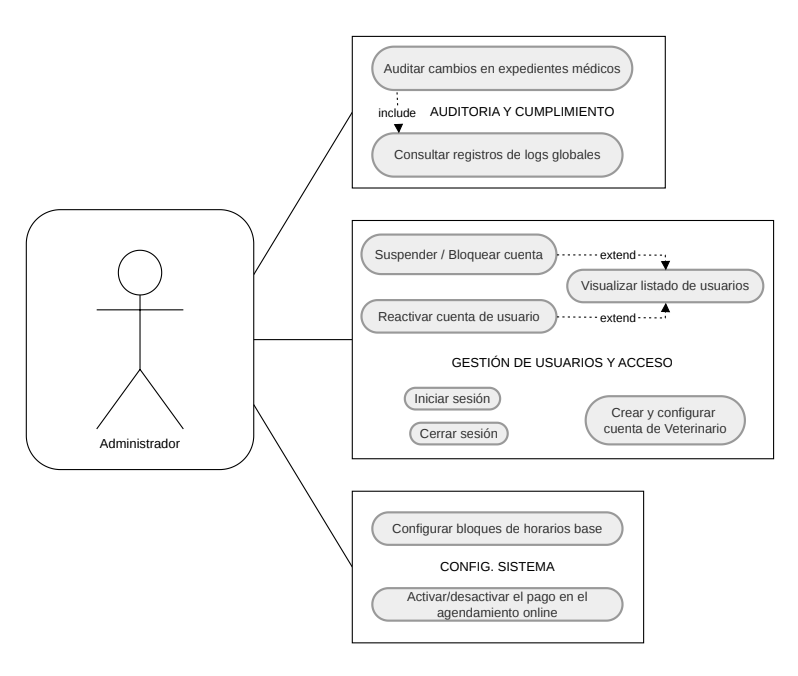 Auditar cambios en expedientes médicos
include
AUDITORIA Y CUMPLIMIENTO
Consultar registros de logs globales
Suspender / Bloquear cuenta
extend
Visualizar listado de usuarios
Reactivar cuenta de usuario
extend
GESTIÓN DE USUARIOS Y ACCESO
Iniciar sesión
Cerrar sesión
Crear y configurar
cuenta de Veterinario
Administrador
Configurar bloques de horarios base
CONFIG. SISTEMA
Activar/desactivar el pago en el
agendamiento online